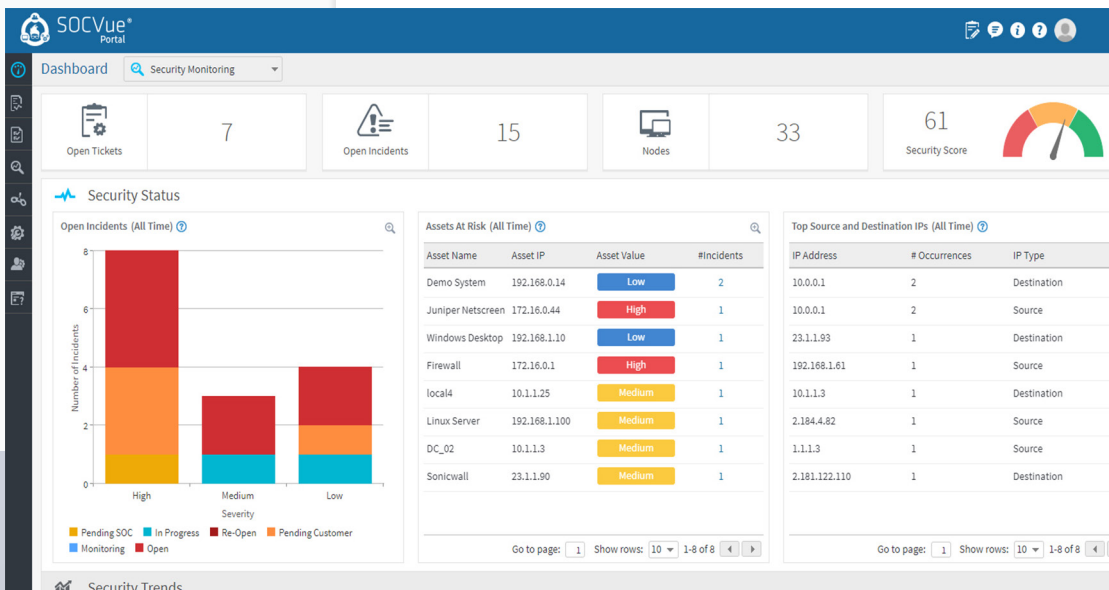 SOCVue®
Portal
Dashboard
Security Monitoring
Open Tickets
7
Open Incidents
15
Nodes
33
61
Security Score
Security Status
Open Incidents (All Time)
8
6
4
2
0
Number of Incidents
High
Medium
Low
Severity
Pending SOC
In Progress
Re-Open
Pending Customer
Monitoring
Open
Assets At Risk (All Time)
Asset Name Asset IP Asset Value #Incidents
Demo System 192.168.0.14 Low 2
Juniper Netscreen 172.16.0.44 High 1
Windows Desktop 192.168.1.10 Low 1
Firewall 172.16.0.1 High 1
local4 10.1.1.25 Medium 1
Linux Server 192.168.1.100 Medium 1
DC_02 10.1.1.3 Medium 1
Sonicwall 23.1.1.90 Medium 1
Go to page: 1 Show rows: 10 1-8 of 8
Top Source and Destination IPs (All Time)
IP Address # Occurrences IP Type
10.0.0.1 2 Destination
10.0.0.1 2 Source
23.1.1.93 1 Destination
192.168.1.61 1 Source
10.1.1.3 1 Destination
2.184.4.82 1 Source
1.1.1.3 1 Source
2.181.122.110 1 Destination
Go to page: 1 Show rows: 10 1-8 of 8
Security Trends